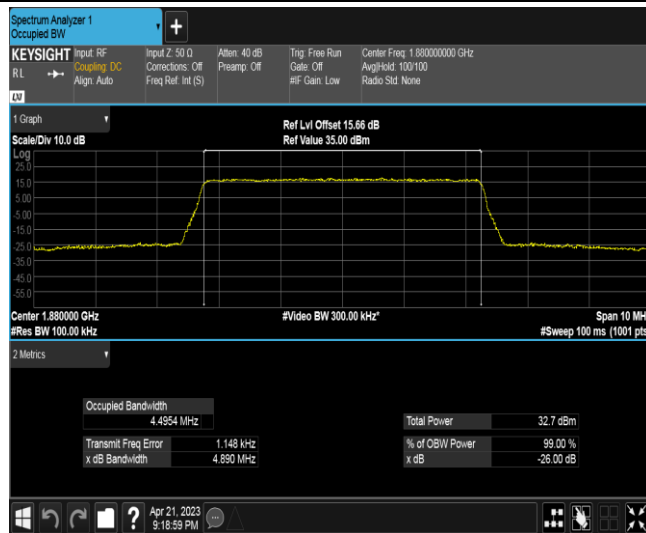 Spectrum Analyzer 1
Occupied BW
+
KEYSIGHT
RL
Input: RF
Coupling: DC
Align: Auto
Input Z: 50 Ω
Corrections: Off
Freq Ref: Int (S)
Atten: 40 dB
Preamp: Off
Trig: Free Run
Gate: Off
#IF Gain: Low
Center Freq: 1.880000000 GHz
Avg|Hold: 100/100
Radio Std: None
LXI
1 Graph
Scale/Div 10.0 dB
Ref Lvl Offset 15.66 dB
Ref Value 35.00 dBm
Log
25.0
15.0
5.00
-5.00
-15.0
-25.0
-35.0
-45.0
-55.0
Center 1.880000 GHz
#Video BW 300.00 kHz*
Span 10 MH
#Res BW 100.00 kHz
#Sweep 100 ms (1001 pts
2 Metrics
Occupied Bandwidth
4.4954 MHz
Total Power 32.7 dBm
Transmit Freq Error 1.148 kHz
% of OBW Power 99.00 %
x dB Bandwidth 4.890 MHz
x dB -26.00 dB
?
Apr 21, 2023
9:18:59 PM